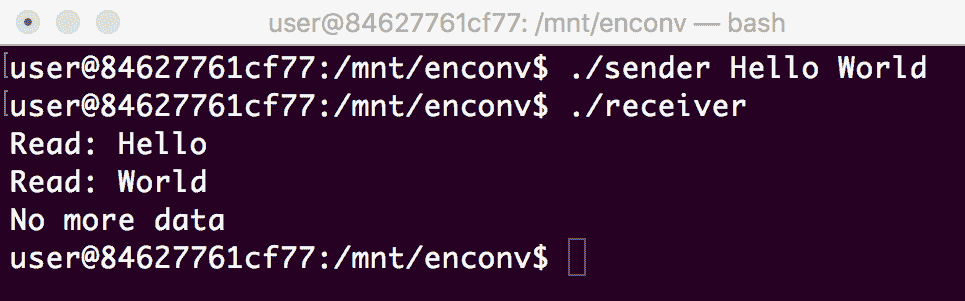 user@84627761cf77: /mnt/enconv — bash
user@84627761cf77:/mnt/enconv$ ./sender Hello World
user@84627761cf77:/mnt/enconv$ ./receiver
Read: Hello
Read: World
No more data
user@84627761cf77:/mnt/enconv$